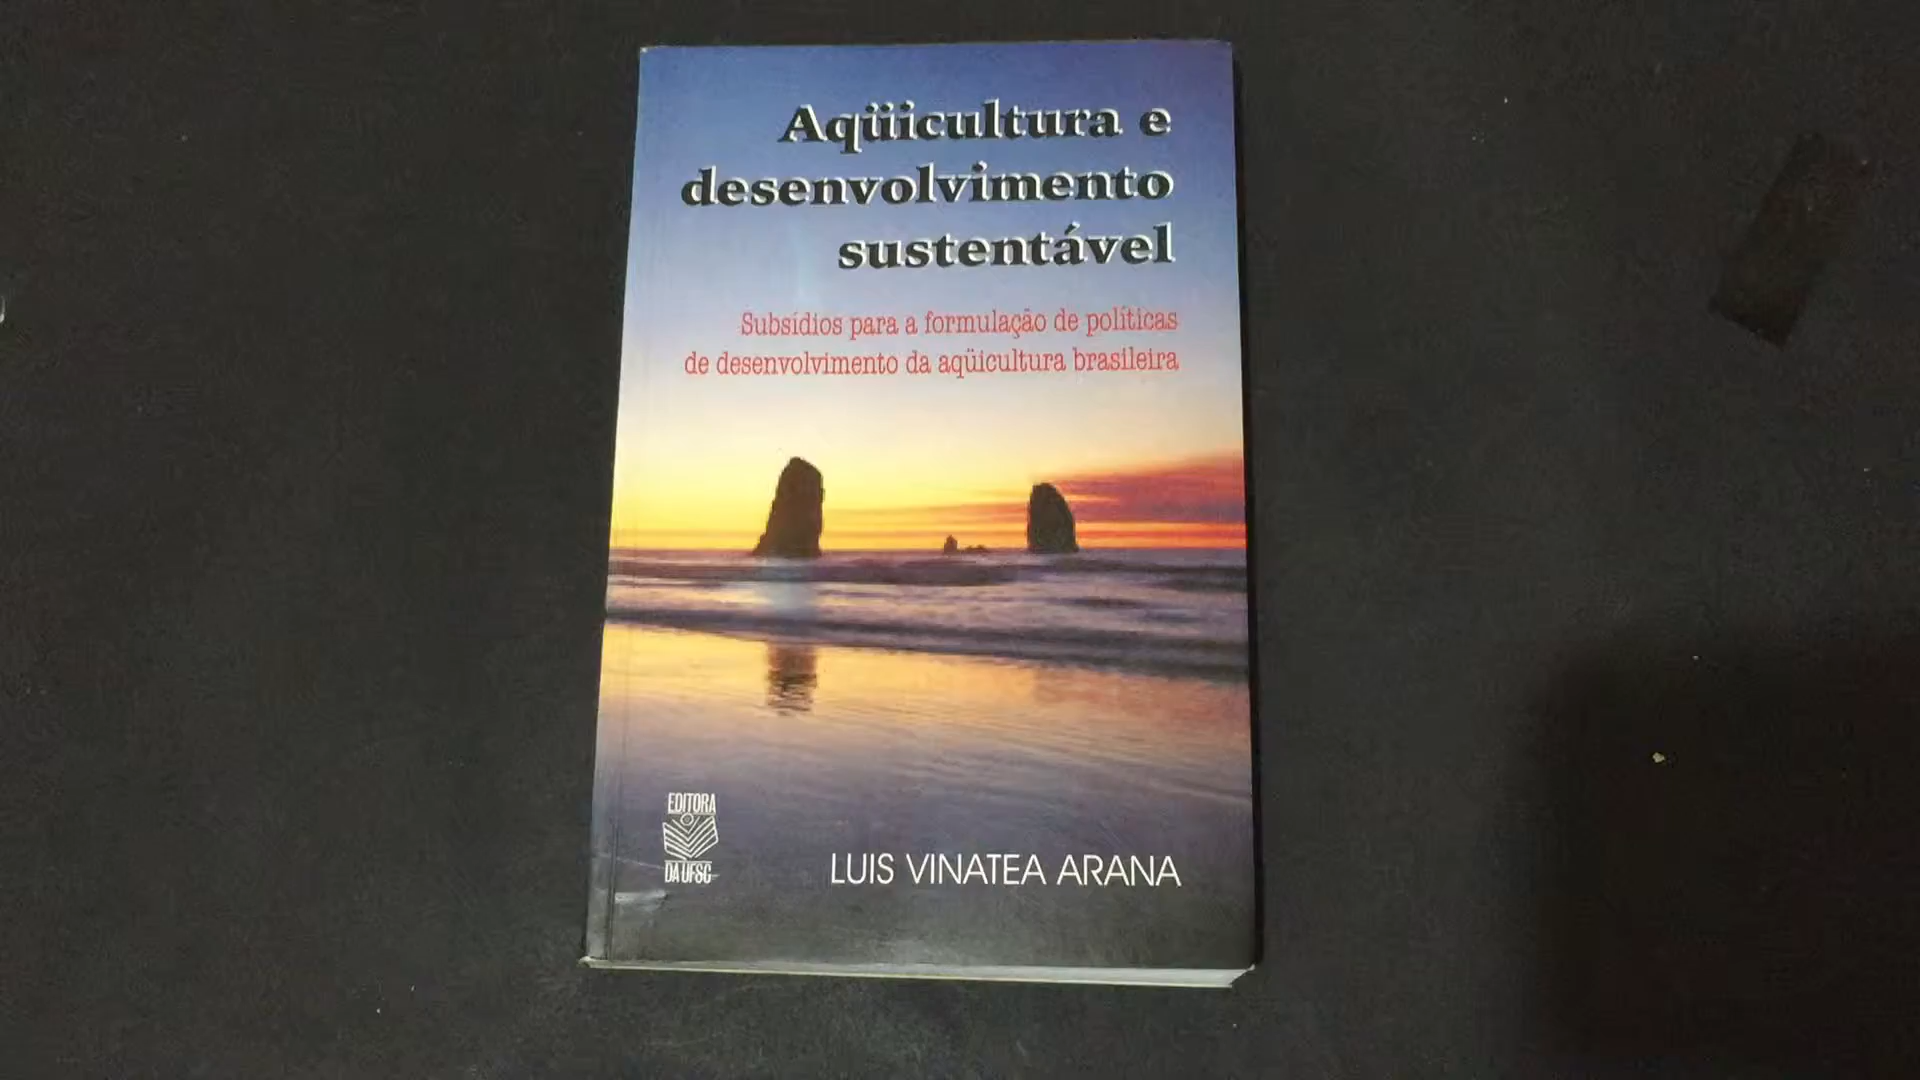 Aqüicultura e
desenvolvimento
sustentável
Subsídios para a formulação de políticas
de desenvolvimento da aqüicultura brasileira
EDITORA
DA UFSC
LUIS VINATEA ARANA